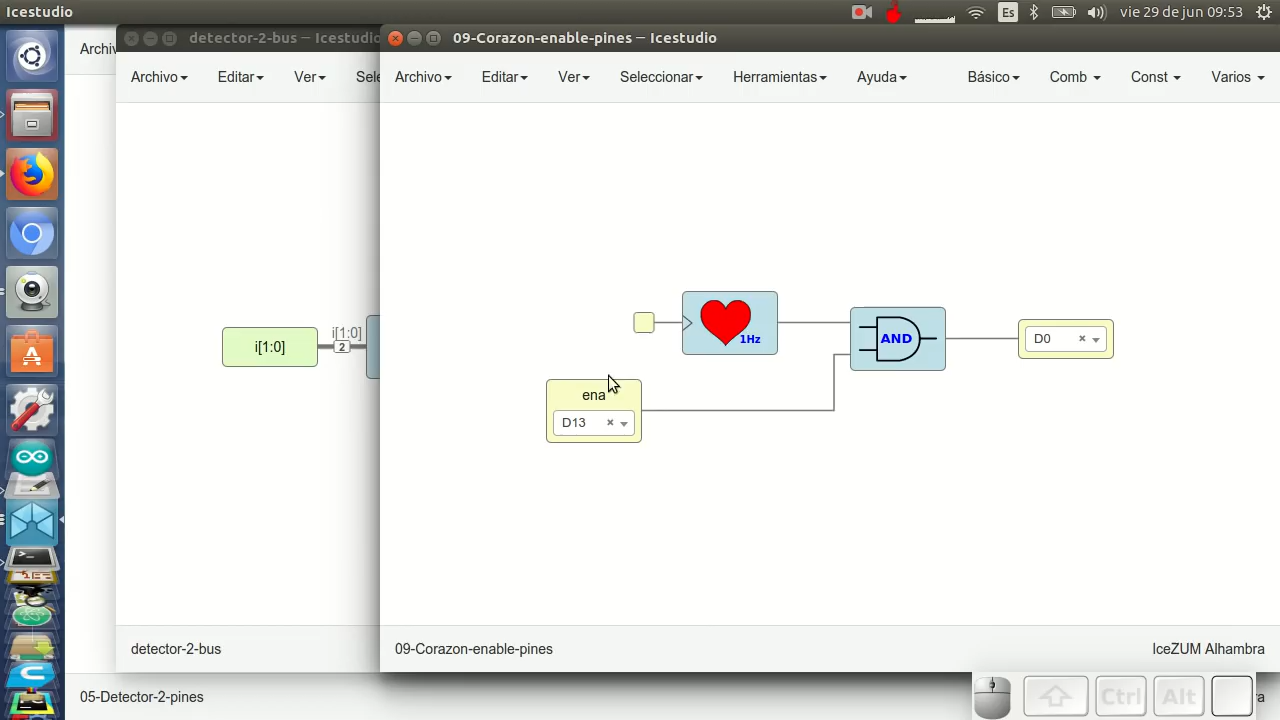 Icestudio
Es
vie 29 de jun 09:53
Archiv
detector-2-bus — Icestudio
09-Corazon-enable-pines — Icestudio
Archivo Editar Ver Sele
Archivo Editar Ver Seleccionar Herramientas Ayuda Básico Comb Const Varios
i[1:0]
i[1:0]
2
1Hz
AND
D0
ena
D13
detector-2-bus
09-Corazon-enable-pines
IceZUM Alhambra
05-Detector-2-pines
Ctrl
Alt
a